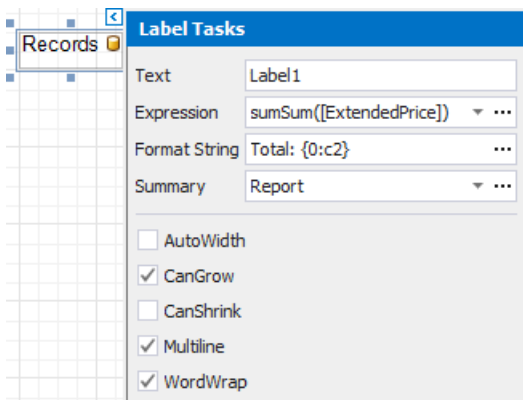 Label Tasks
Records
Text Label1
Expression sumSum([ExtendedPrice])
Format String Total: {0:c2}
Summary Report
AutoWidth
CanGrow
CanShrink
Multiline
WordWrap